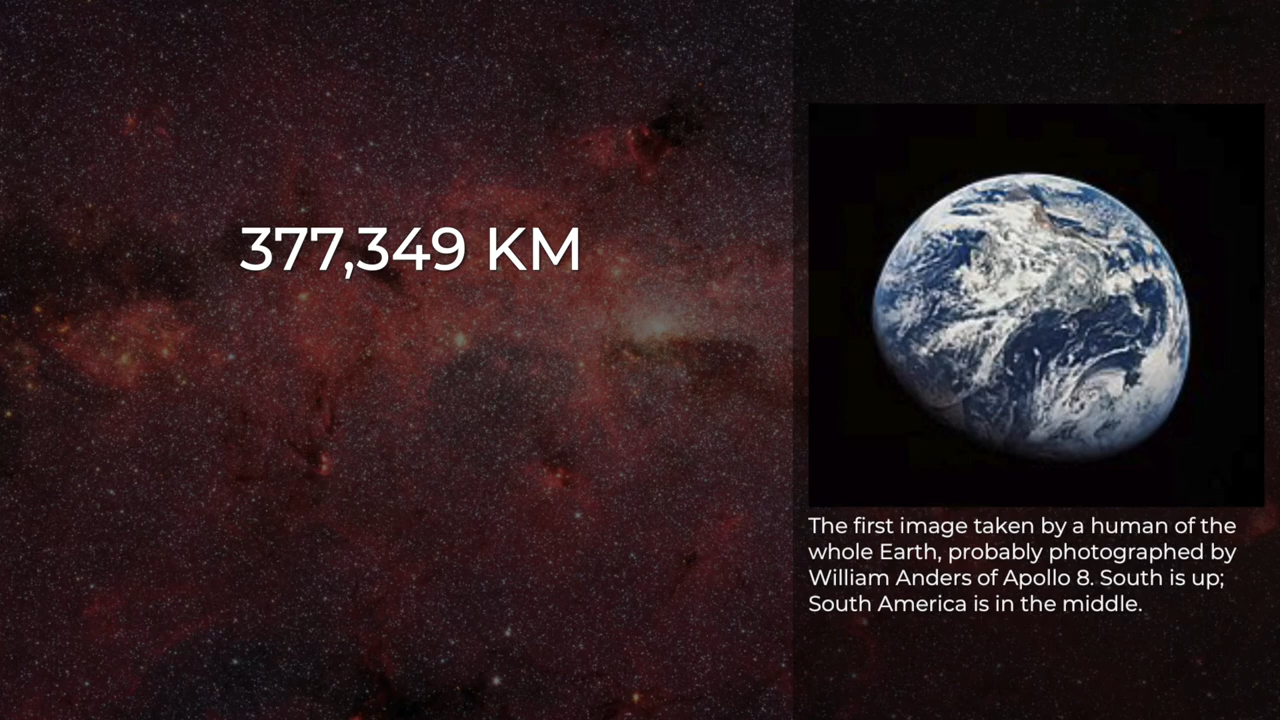 377,349 KM
The first image taken by a human of the
whole Earth, probably photographed by
William Anders of Apollo 8. South is up;
South America is in the middle.